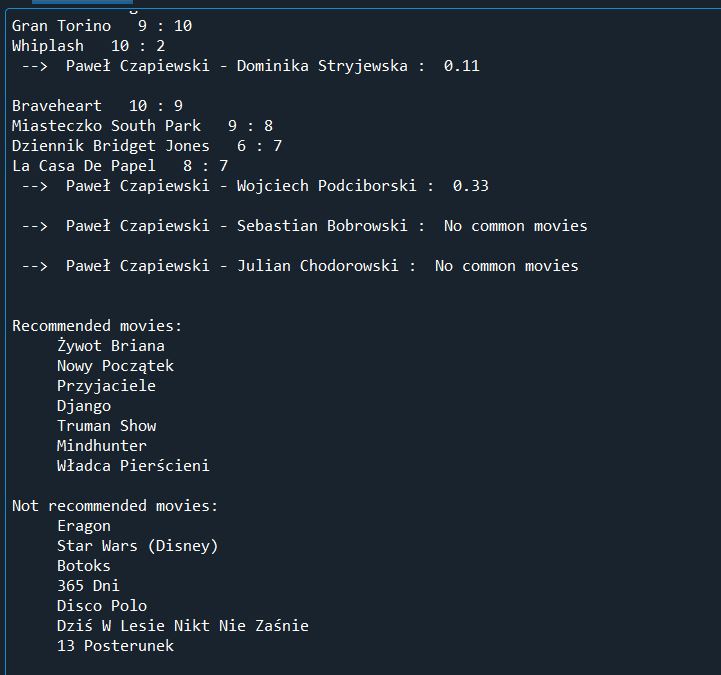 Gran Torino   9 : 10
Whiplash   10 : 2
 -->  Paweł Czapiewski - Dominika Stryjewska :  0.11
Braveheart   10 : 9
Miasteczko South Park   9 : 8
Dziennik Bridget Jones   6 : 7
La Casa De Papel   8 : 7
 -->  Paweł Czapiewski - Wojciech Podciborski :  0.33
 -->  Paweł Czapiewski - Sebastian Bobrowski :  No common movies
 -->  Paweł Czapiewski - Julian Chodorowski :  No common movies
Recommended movies:
     Żywot Briana
     Nowy Początek
     Przyjaciele
     Django
     Truman Show
     Mindhunter
     Władca Pierścieni
Not recommended movies:
     Eragon
     Star Wars (Disney)
     Botoks
     365 Dni
     Disco Polo
     Dziś W Lesie Nikt Nie Zaśnie
     13 Posterunek